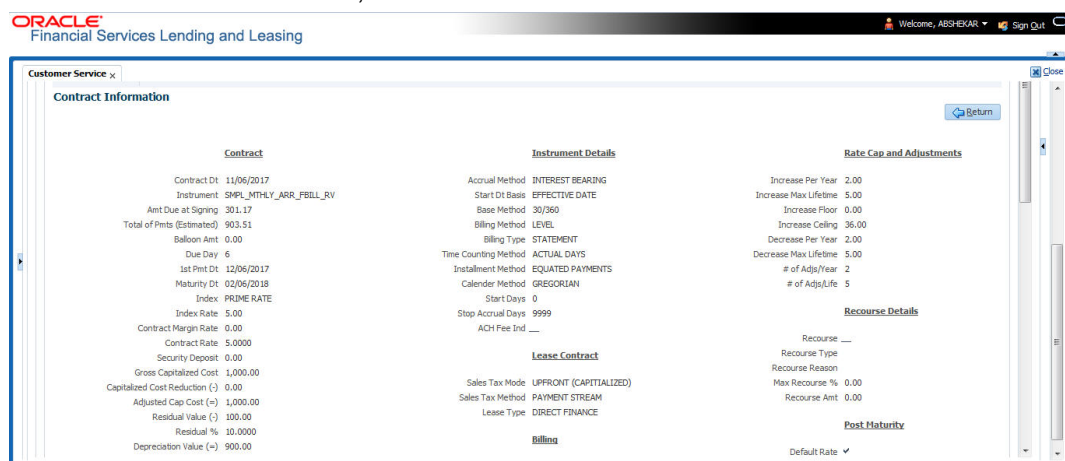 ORACLE
Welcome, ABSHEKAR Sign Out
Financial Services Lending and Leasing
Customer Service x
Close
Contract Information
Return
Contract
Contract Dt 11/06/2017
Instrument SMPL_MTHLY_ARR_FBILL_RV
Amt Due at Signing 301.17
Total of Pmts (Estimated) 903.51
Balloon Amt 0.00
Due Day 6
1st Pmt Dt 12/06/2017
Maturity Dt 02/06/2018
Index PRIME RATE
Index Rate 5.00
Contract Margin Rate 0.00
Contract Rate 5.0000
Security Deposit 0.00
Gross Capitalized Cost 1,000.00
Capitalized Cost Reduction (-) 0.00
Adjusted Cap Cost (=) 1,000.00
Residual Value (-) 100.00
Residual % 10.0000
Depreciation Value (=) 900.00
Instrument Details
Accrual Method INTEREST BEARING
Start Dt Basis EFFECTIVE DATE
Base Method 30/360
Billing Method LEVEL
Billing Type STATEMENT
Time Counting Method ACTUAL DAYS
Installment Method EQUATED PAYMENTS
Calender Method GREGORIAN
Start Days 0
Stop Accrual Days 9999
ACH Fee Ind __
Lease Contract
Sales Tax Mode UPFRONT (CAPITIALIZED)
Sales Tax Method PAYMENT STREAM
Lease Type DIRECT FINANCE
Billing
Rate Cap and Adjustments
Increase Per Year 2.00
Increase Max Lifetime 5.00
Increase Floor 0.00
Increase Ceiling 36.00
Decrease Per Year 2.00
Decrease Max Lifetime 5.00
# of Adjs/Year 2
# of Adjs/Life 5
Recourse Details
Recourse __
Recourse Type
Recourse Reason
Max Recourse % 0.00
Recourse Amt 0.00
Post Maturity
Default Rate ✓